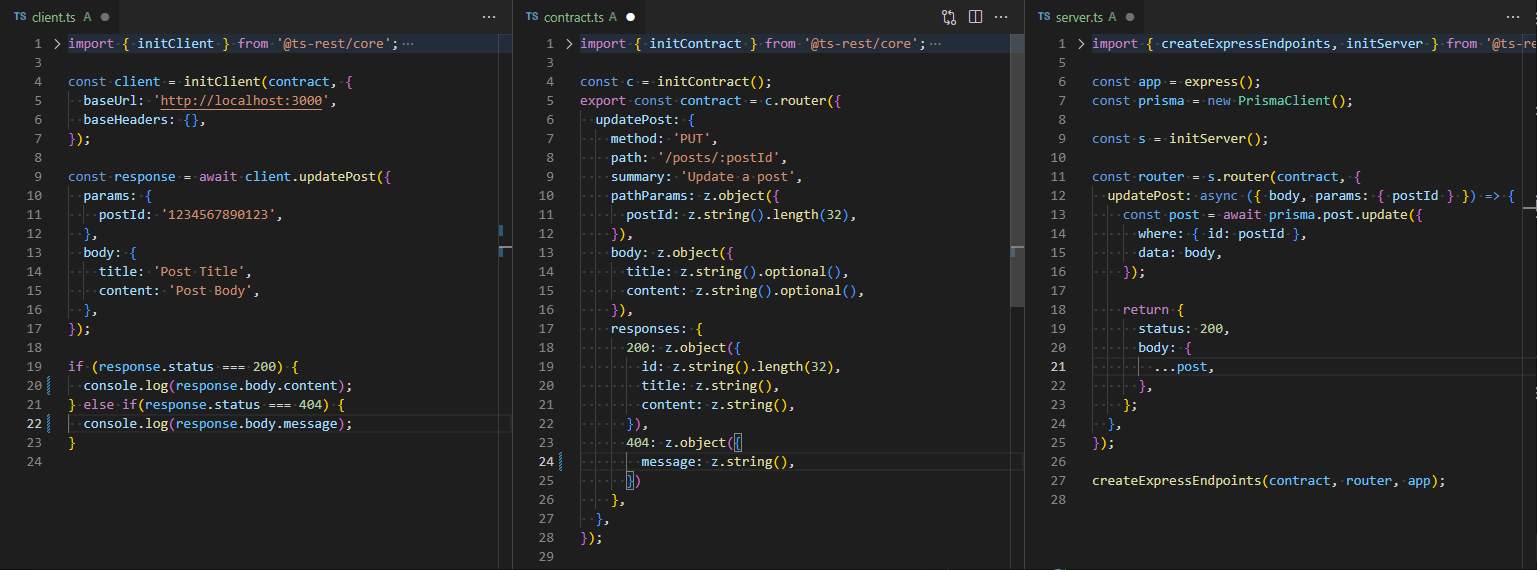 TS client.ts A ● ...
1 > import { initClient } from '@ts-rest/core'; ...
3
4 const client = initClient(contract, {
5   baseUrl: 'http://localhost:3000',
6   baseHeaders: {},
7 });
8
9 const response = await client.updatePost({
10   params: {
11     postId: '1234567890123',
12   },
13   body: {
14     title: 'Post Title',
15     content: 'Post Body',
16   },
17 });
18
19 if (response.status === 200) {
20   console.log(response.body.content);
21 } else if(response.status === 404) {
22   console.log(response.body.message);
23 }
24
TS contract.ts A ● ...
1 > import { initContract } from '@ts-rest/core'; ...
3
4 const c = initContract();
5 export const contract = c.router({
6   updatePost: {
7     method: 'PUT',
8     path: '/posts/:postId',
9     summary: 'Update a post',
10     pathParams: z.object({
11       postId: z.string().length(32),
12     }),
13     body: z.object({
14       title: z.string().optional(),
15       content: z.string().optional(),
16     }),
17     responses: {
18       200: z.object({
19         id: z.string().length(32),
20         title: z.string(),
21         content: z.string(),
22       }),
23       404: z.object({
24         message: z.string(),
25       })
26     },
27   },
28 });
29
TS server.ts A ● ...
1 > import { createExpressEndpoints, initServer } from '@ts-re
5
6 const app = express();
7 const prisma = new PrismaClient();
8
9 const s = initServer();
10
11 const router = s.router(contract, {
12   updatePost: async ({ body, params: { postId } }) => {
13     const post = await prisma.post.update({
14       where: { id: postId },
15       data: body,
16     });
17
18     return {
19       status: 200,
20       body: {
21         ...post,
22       },
23     };
24   },
25 });
26
27 createExpressEndpoints(contract, router, app);
28